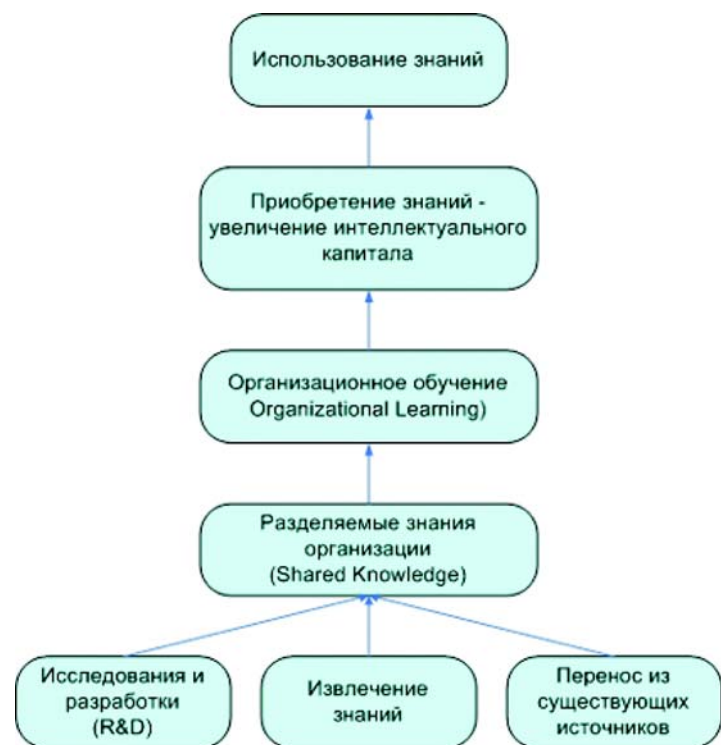 Использование знаний
Приобретение знаний -
увеличение интеллектуального
капитала
Организационное обучение
Organizational Learning)
Разделяемые знания
организации
(Shared Knowledge)
Исследования и
разработки
(R&D)
Извлечение
знаний
Перенос из
существующих
источников